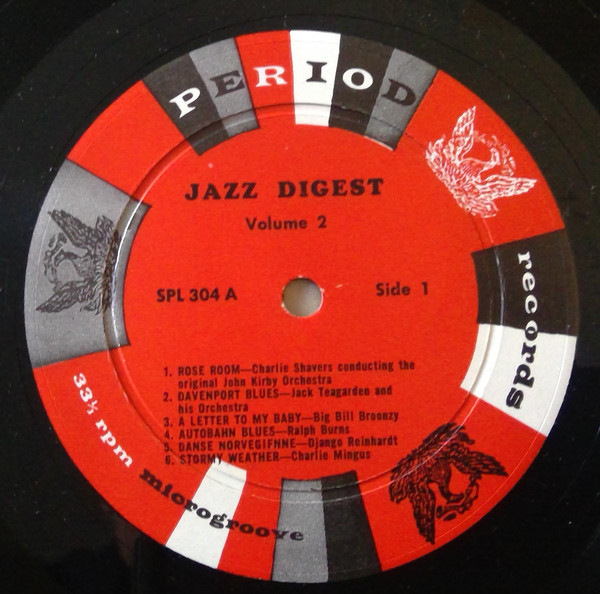 PERIOD
records
JAZZ DIGEST
Volume 2
SPL 304 A
Side 1
1. ROSE ROOM—Charlie Shavers conducting the
original John Kirby Orchestra
2. DAVENPORT BLUES—Jack Teagarden and
his Orchestra
3. A LETTER TO MY BABY—Big Bill Broonzy
4. AUTOBAHN BLUES—Ralph Burns
5. DANSE NORVEGIFNNE—Django Reinhardt
6. STORMY WEATHER—Charlie Mingus
33⅓ rpm microgroove